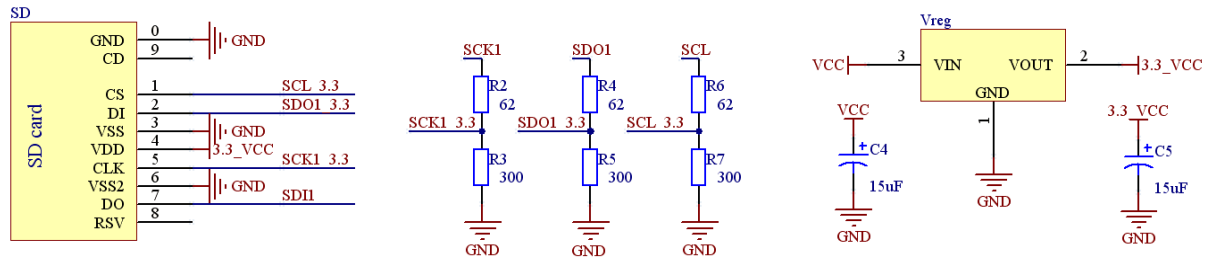 SD
SD card
GND 0 GND
CD 9
CS 1 SCL_3.3
DI 2 SDO1_3.3
VSS 3 GND
VDD 4 3.3_VCC
CLK 5 SCK1_3.3
VSS2 6 GND
DO 7 SDI1
RSV 8
SCK1
R2
62
SCK1_3.3
R3
300
GND
SDO1
R4
62
SDO1_3.3
R5
300
GND
SCL
R6
62
SCL_3.3
R7
300
GND
Vreg
VCC 3 VIN VOUT 2 3.3_VCC
GND
1
GND
VCC
C4
15uF
GND
3.3_VCC
C5
15uF
GND